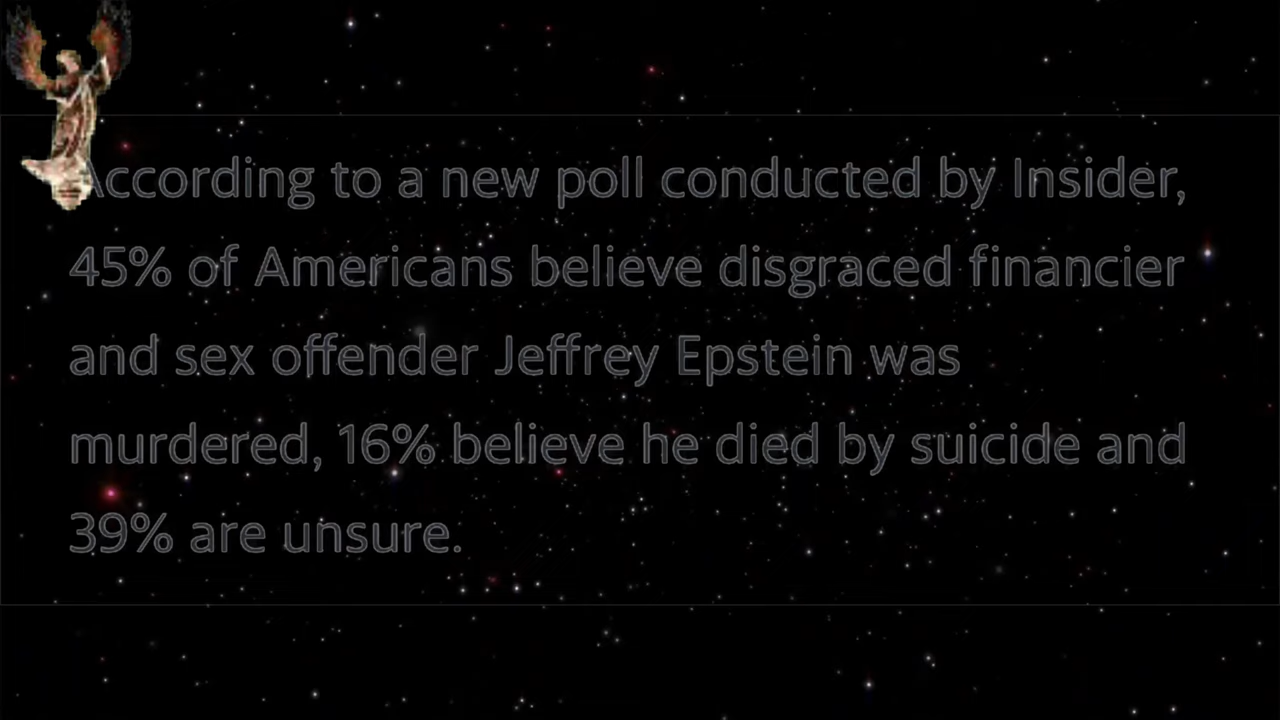 According to a new poll conducted by Insider,
45% of Americans believe disgraced financier
and sex offender Jeffrey Epstein was
murdered, 16% believe he died by suicide and
39% are unsure.